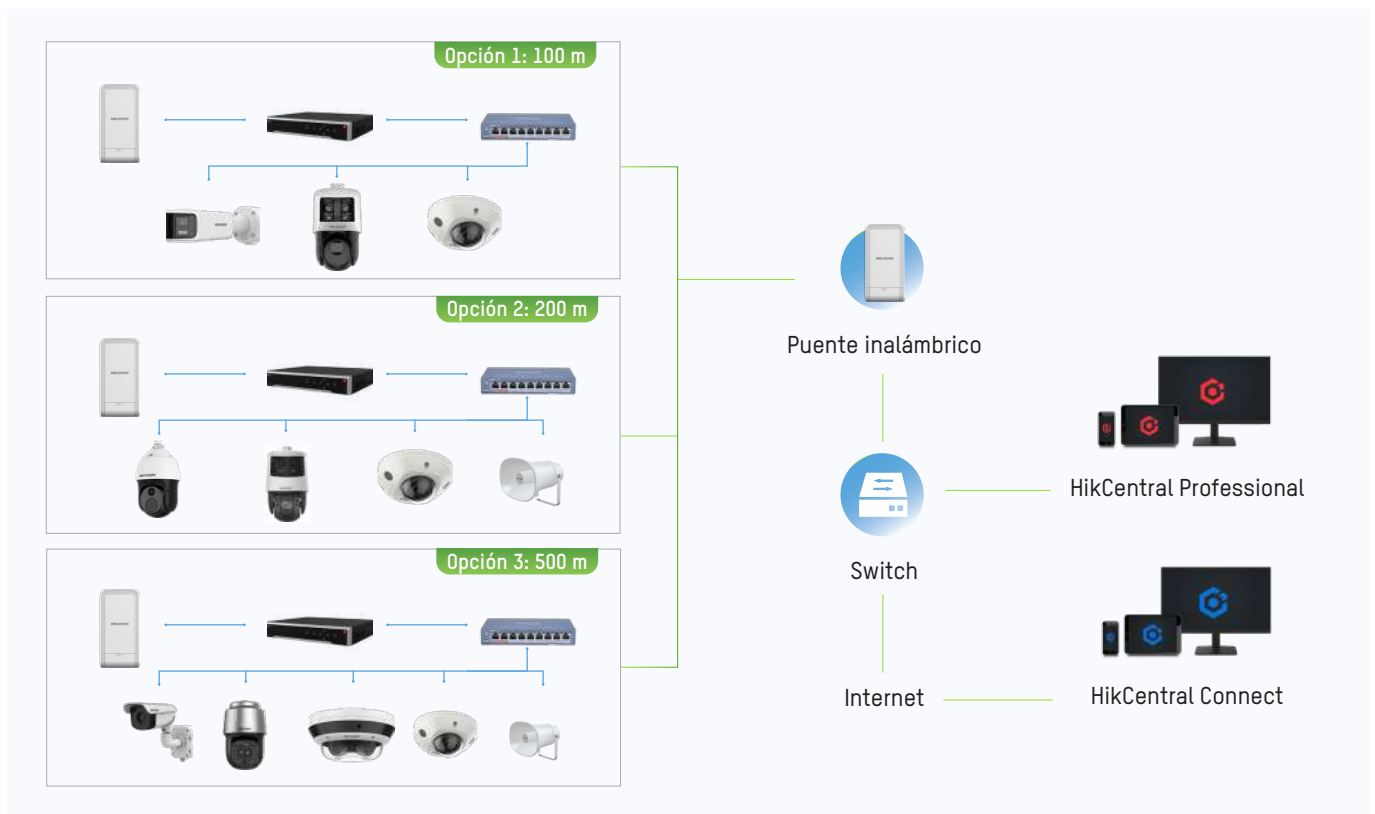 Opción 1: 100 m
Opción 2: 200 m
Opción 3: 500 m
Puente inalámbrico
Switch
Internet
HikCentral Professional
HikCentral Connect